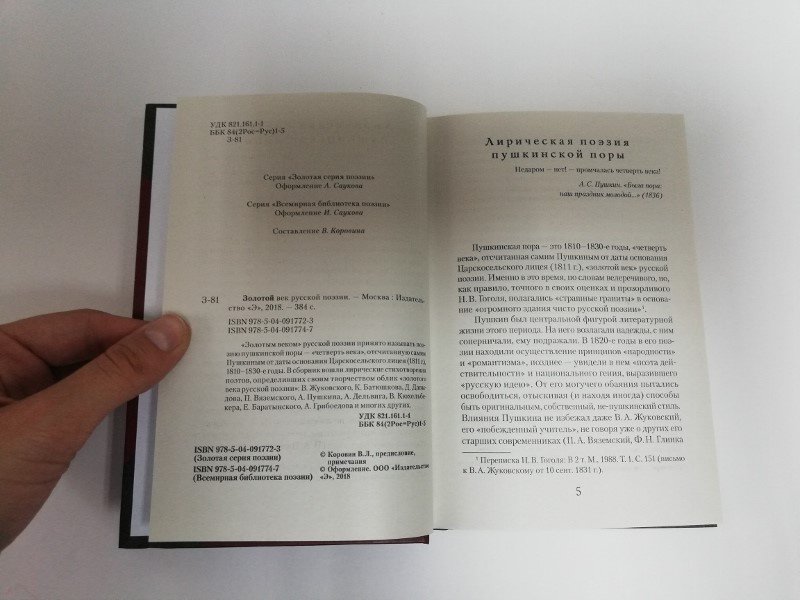 УДК 821.161.1-1
ББК 84(2Рос=Рус)1-5
З-81
Серия «Золотая серия поэзии»
Оформление А. Саукова
Серия «Всемирная библиотека поэзии»
Оформление И. Саукова
Составление В. Коровина
З-81
Золотой век русской поэзии. — Москва : Издатель-
ство «Э», 2018. — 384 с.
ISBN 978-5-04-091772-3
ISBN 978-5-04-091774-7
«Золотым веком» русской поэзии принято называть поэ-
зию пушкинской поры — «четверть века», отсчитанную самим
Пушкиным от даты основания Царскосельского лицея (1811 г.),
1810–1830-е годы. В сборник вошли лирические стихотворения
поэтов, определивших своим творчеством облик «золотого
века русской поэзии»: В. Жуковского, К. Батюшкова, Д. Давы-
дова, П. Вяземского, А. Пушкина, А. Дельвига, В. Кюхельбе-
кера, Е. Баратынского, А. Грибоедова и многих других.
УДК 821.161.1-1
ББК 84(2Рос=Рус)1-5
ISBN 978-5-04-091772-3
(Золотая серия поэзии)
ISBN 978-5-04-091774-7
(Всемирная библиотека поэзии)
© Коровин В.Л., предисловие,
примечания
© Оформление. ООО «Издательство
«Э», 2018
Лирическая поэзия
пушкинской поры
Недаром — нет! — промчалась четверть века!
А. С. Пушкин. «Была пора:
наш праздник молодой...» (1836)
Пушкинская пора — это 1810–1830-е годы, «четверть
века», отсчитанная самим Пушкиным от даты основания
Царскосельского лицея (1811 г.), «золотой век» русской
поэзии. Именно в это время, по словам велеречивого, но,
как правило, точного в своих оценках и прозорливого
Н. В. Гоголя, полагались «страшные граниты» в основа-
ние «огромного здания чисто русской поэзии»¹.
Пушкин был центральной фигурой литературной
жизни этого периода. На него возлагали надежды, с ним
соперничали, ему подражали. В 1820-е годы в его поэ-
зии находили осуществление принципов «народности»
и «романтизма», позднее — увидели в нем «поэта дей-
ствительности» и национального гения, выразившего
«русскую идею». От его могучего обаяния пытались
освободиться, отыскивая (и находя иногда) способы
быть оригинальным, собственный, не-пушкинский стиль.
Влияния Пушкина не избежал даже В. А. Жуковский,
его «побежденный учитель», не говоря уже о других его
старших современниках (П. А. Вяземский, Ф. Н. Глинка
¹ Переписка Н. В. Гоголя: В 2 т. М., 1988. Т. 1. С. 151 (письмо
к В. А. Жуковскому от 10 сент. 1831 г.).
5